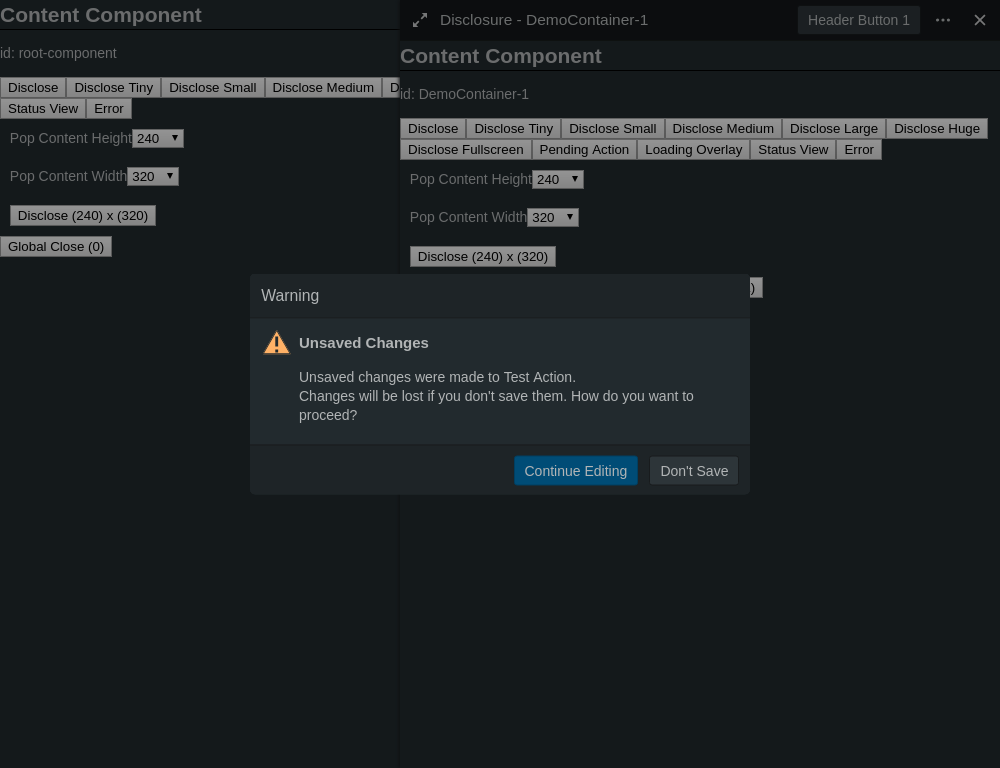 Content Component
id: root-component
Disclose Disclose Tiny Disclose Small Disclose Medium
Status View Error
Pop Content Height 240
Pop Content Width 320
Disclose (240) x (320)
Global Close (0)
Disclosure - DemoContainer-1 Header Button 1
Content Component
id: DemoContainer-1
Disclose Disclose Tiny Disclose Small Disclose Medium Disclose Large Disclose Huge
Disclose Fullscreen Pending Action Loading Overlay Status View Error
Pop Content Height 240
Pop Content Width 320
Disclose (240) x (320)
Warning
Unsaved Changes
Unsaved changes were made to Test Action.
Changes will be lost if you don't save them. How do you want to
proceed?
Continue Editing Don't Save